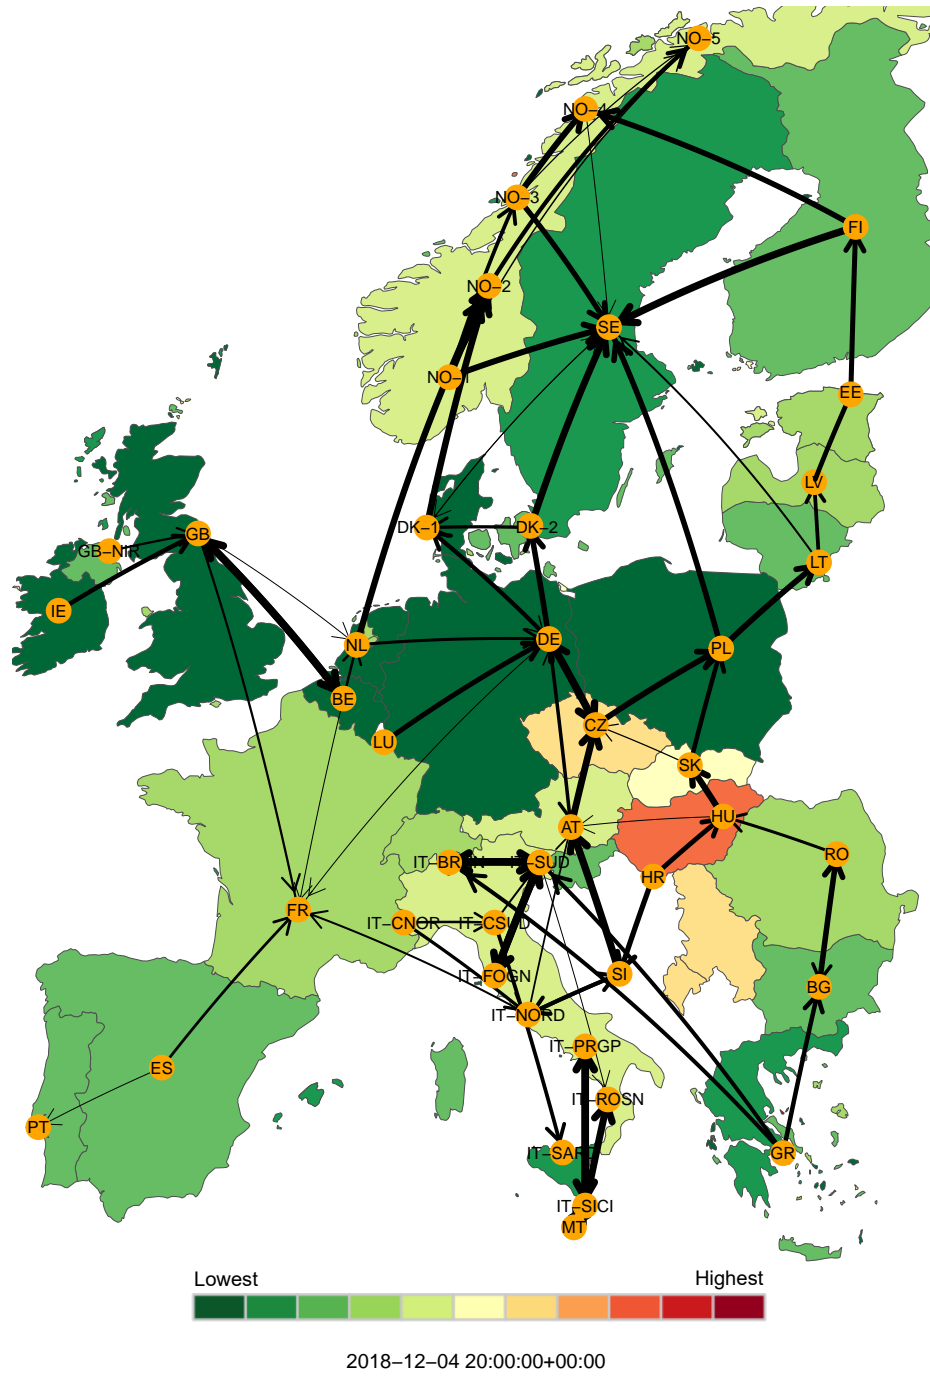 NO−5
NO−4
NO−3
FI
NO−2
SE
NO−1
EE
LV
DK−1
DK−2
GB
GB−NIR
LT
IE
DE
NL
PL
BE
CZ
LU
SK
HU
AT
RO
IT−SUD
HR
FR
IT−CNOR
IT−CSUD
IT−FOGN
SI
BG
IT−NORD
IT−PRGP
ES
IT−ROSN
PT
IT−SARD
GR
IT−SICI
MT
Lowest
Highest
2018−12−04 20:00:00+00:00